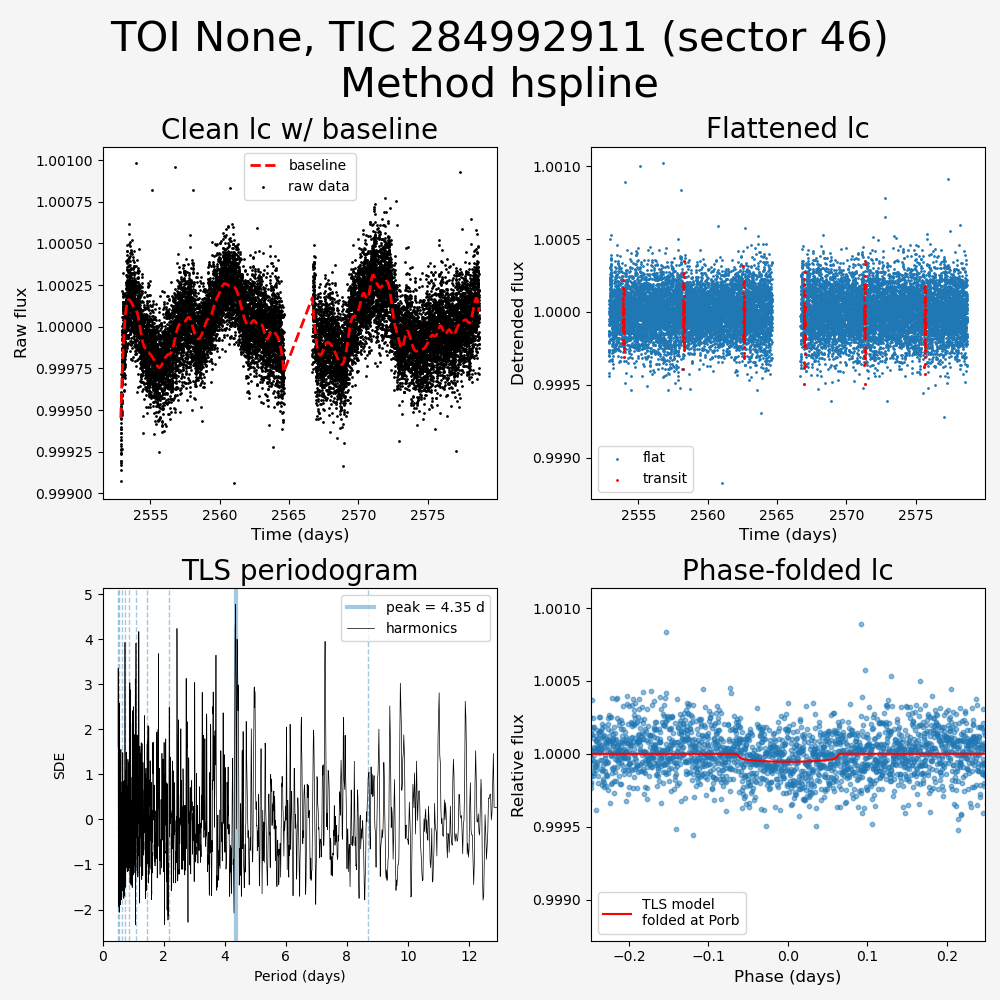 TOI None, TIC 284992911 (sector 46)
Method hspline
Clean lc w/ baseline
Flattened lc
1.00100
1.00075
1.00050
1.00025
1.00000
0.99975
0.99950
0.99925
0.99900
Raw flux
baseline
raw data
2555
2560
2565
2570
2575
Time (days)
1.0010
1.0005
1.0000
0.9995
0.9990
Detrended flux
flat
transit
2555
2560
2565
2570
2575
Time (days)
TLS periodogram
Phase-folded lc
5
4
3
2
1
0
−1
−2
SDE
peak = 4.35 d
harmonics
0
2
4
6
8
10
12
Period (days)
1.0010
1.0005
1.0000
0.9995
0.9990
Relative flux
TLS model
folded at Porb
−0.2
−0.1
0.0
0.1
0.2
Phase (days)